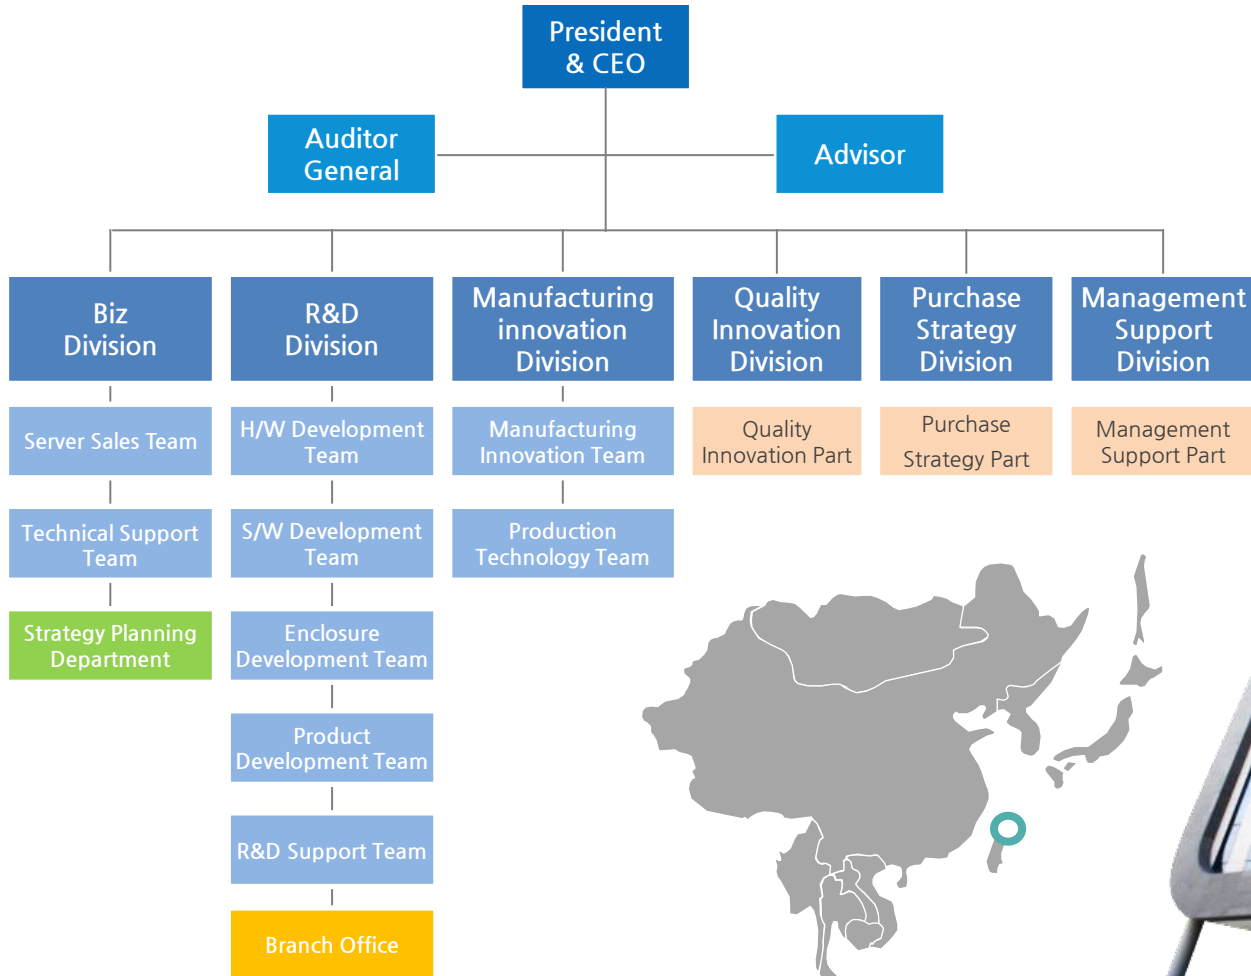 President
& CEO
Auditor
General
Advisor
Biz
Division
R&D
Division
Manufacturing
innovation
Division
Quality
Innovation
Division
Purchase
Strategy
Division
Management
Support
Division
Server Sales Team
H/W Development
Team
Manufacturing
Innovation Team
Quality
Innovation Part
Purchase
Strategy Part
Management
Support Part
Technical Support
Team
S/W Development
Team
Production
Technology Team
Strategy Planning
Department
Enclosure
Development Team
Product
Development Team
R&D Support Team
Branch Office